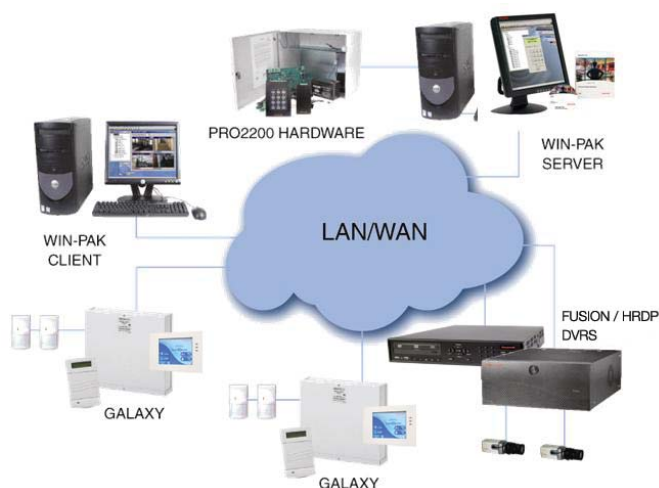 PRO2200 HARDWARE
WIN-PAK
SERVER
LAN/WAN
WIN-PAK
CLIENT
FUSION / HRDP
DVRS
GALAXY
GALAXY